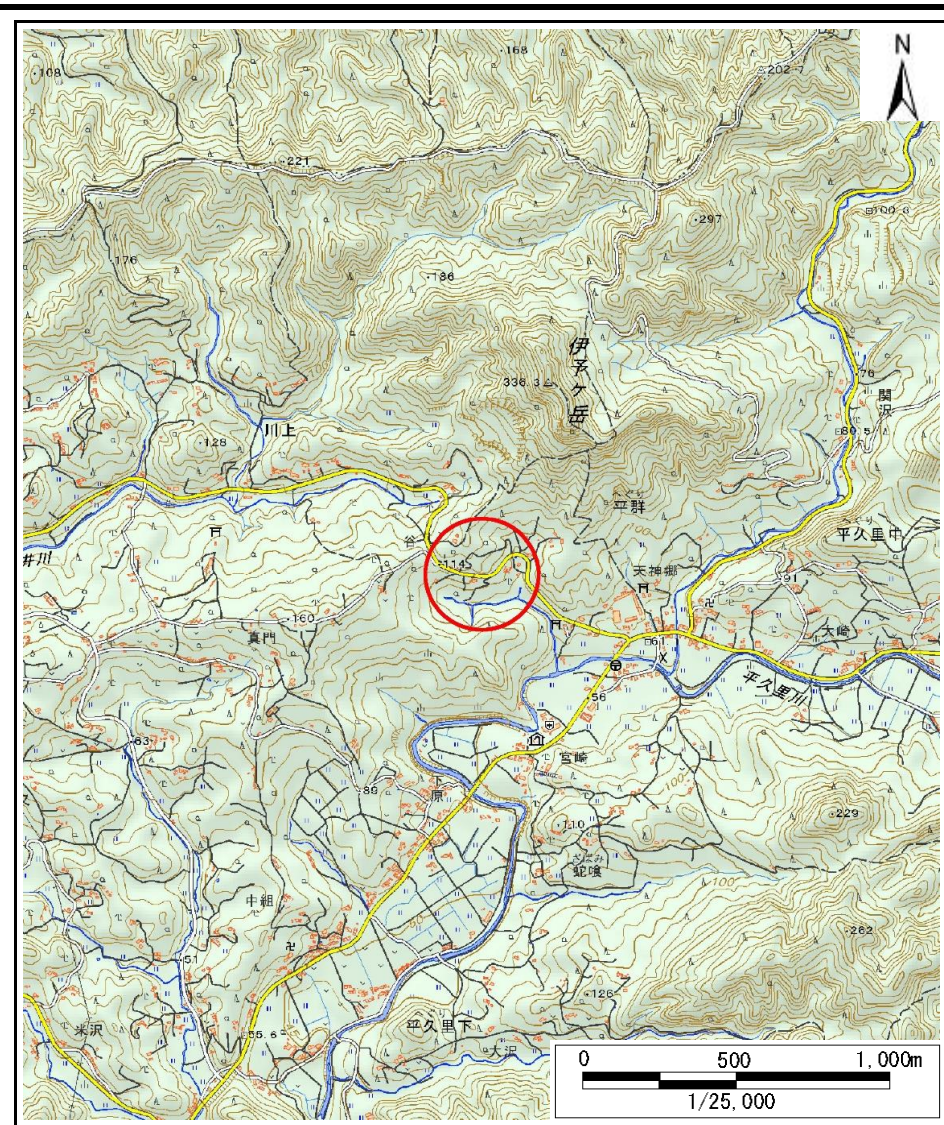 N
168
108
202.7
221
297
176
186
伊予ヶ岳
336.3
76
関沢
128
川上
80.5
平群
平久里中
井川
谷
天神郷
91
160
真門
61
大崎
平久里川
56
63
宮崎
89
下原
229
110
蛇喰
中組
100
50
262
51
126
55.6
平久里下
米沢
大沢
0 500 1,000m
1/25,000